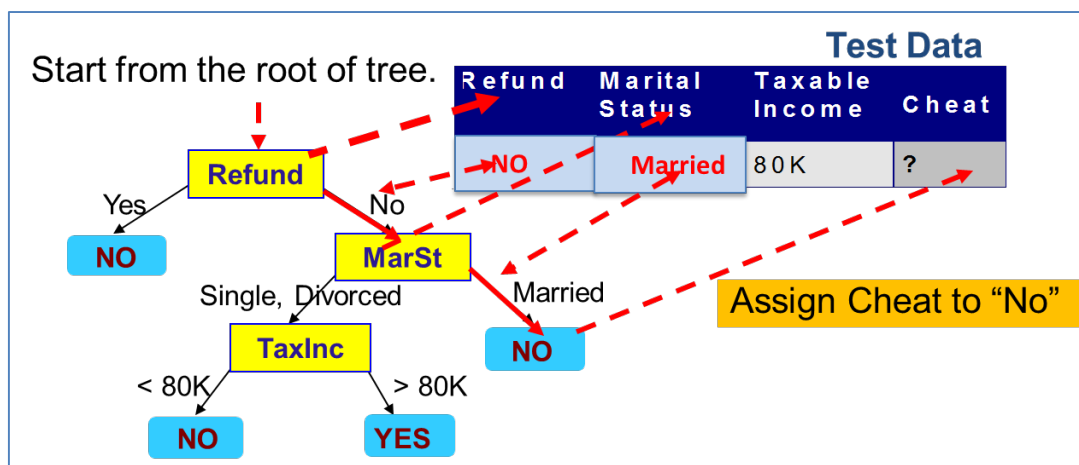 Test Data
Start from the root of tree.
Refund Marital Status Taxable Income Cheat
NO Married 80K ?
Refund
Yes No
NO MarSt
Single, Divorced Married
TaxInc NO
Assign Cheat to “No”
< 80K > 80K
NO YES